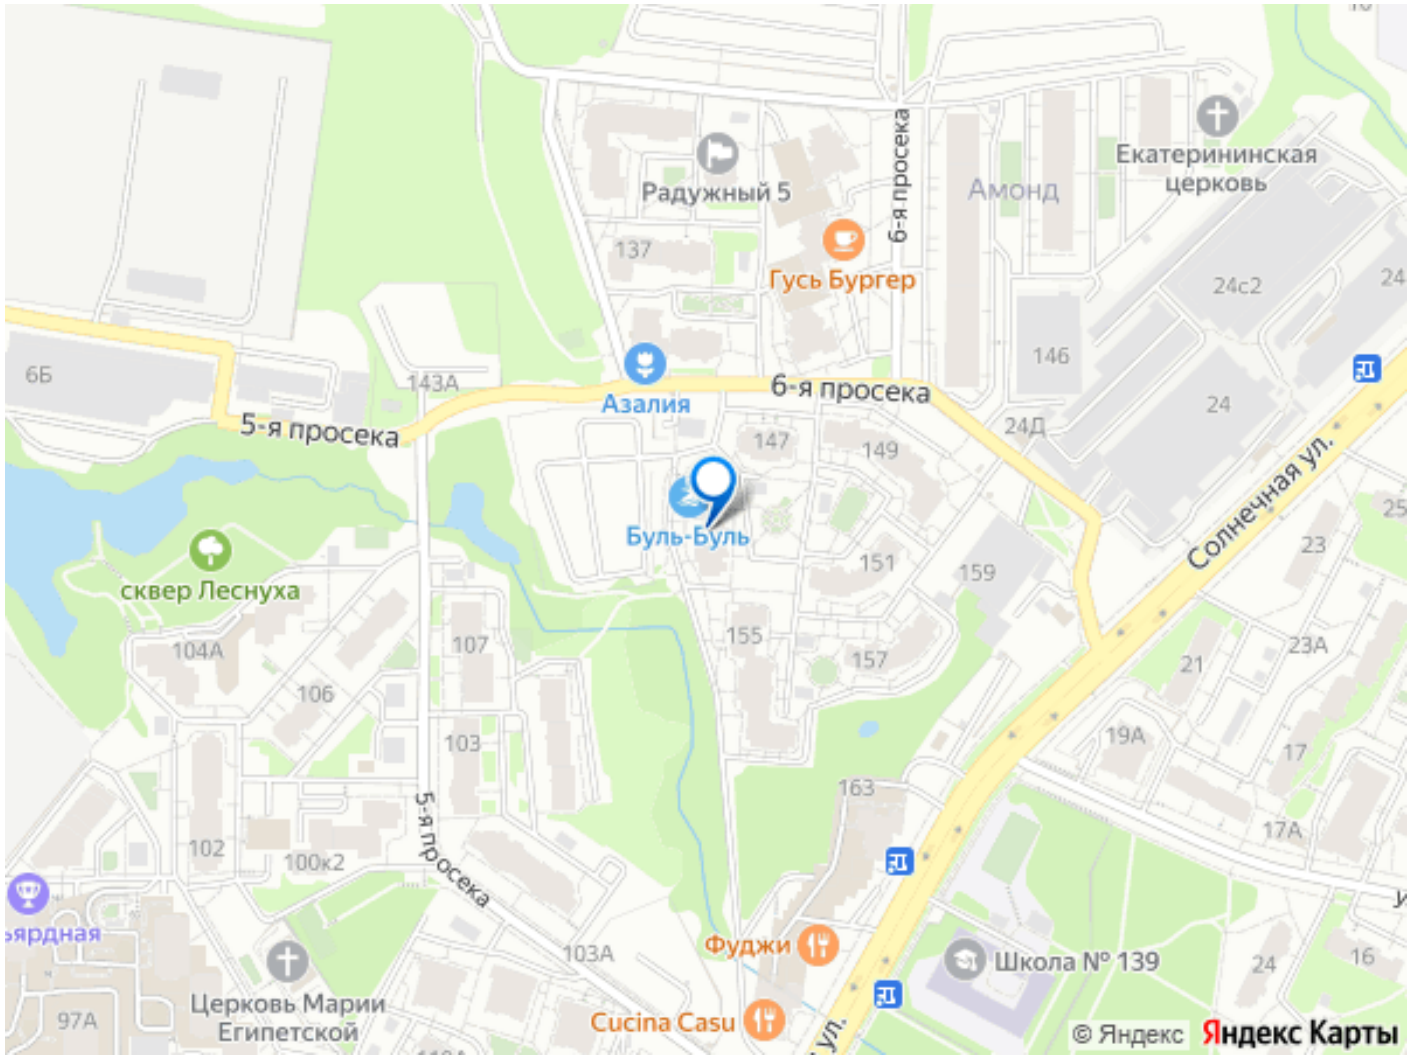 Екатерининская
церковь
Радужный 5
6-я просека
Амонд
137
Гусь Бургер
24с2
24
146
6Б
143А
Азалия
6-я просека
24
5-я просека
24Д
147
149
Солнечная ул.
25
Буль-Буль
23
сквер Леснуха
151
159
155
107
104А
157
23А
21
106
103
19А
17
163
5-я просека
17А
102
100к2
ьярдная
103А
Фуджи
Школа № 139
24
16
Церковь Марии
Египетской
97А
Cucina Casu
ул.
© Яндекс
Яндекс Карты